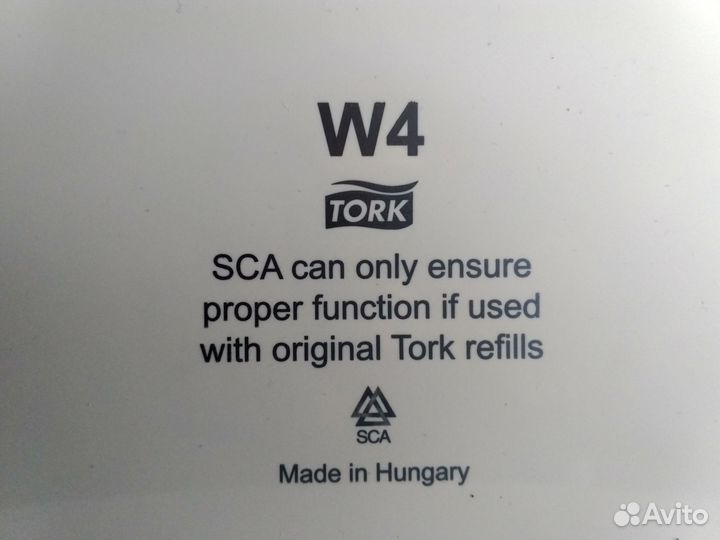 W4
TORK
SCA can only ensure
proper function if used
with original Tork refills
SCA
Made in Hungary
Avito